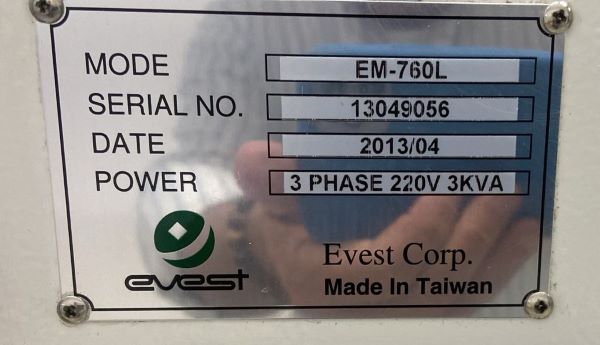 MODE EM-760L
SERIAL NO. 13049056
DATE 2013/04
POWER 3 PHASE 220V 3KVA
evest
Evest Corp.
Made In Taiwan